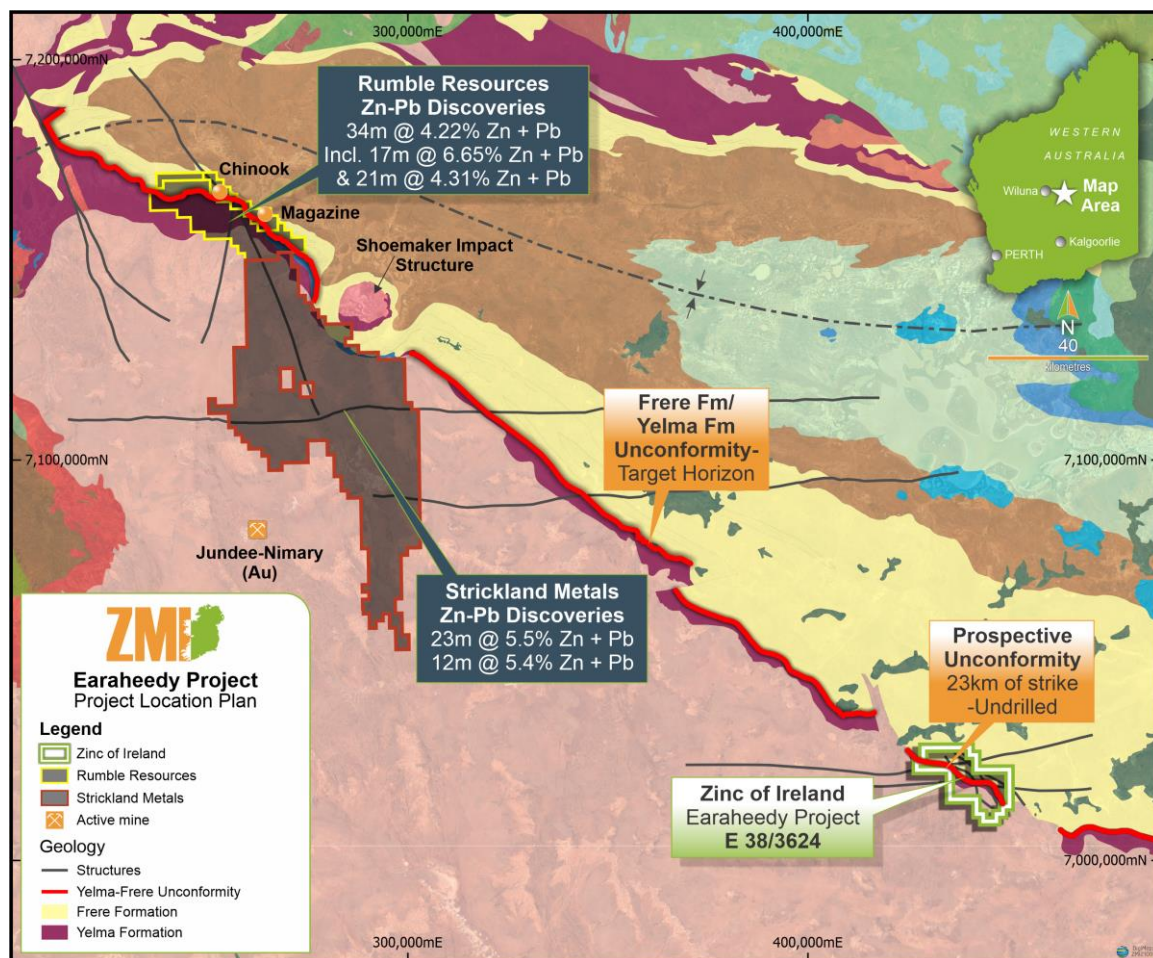 300,000mE
400,000mE
7,200,000mN
Rumble Resources
Zn-Pb Discoveries
34m @ 4.22% Zn + Pb
Incl. 17m @ 6.65% Zn + Pb
& 21m @ 4.31% Zn + Pb
WESTERN
AUSTRALIA
Wiluna
Map
Area
Kalgoorlie
PERTH
Chinook
Magazine
Shoemaker Impact
Structure
N
40
kilometres
Frere Fm/
Yelma Fm
Unconformity-
Target Horizon
7,100,000mN
7,100,000mN
Jundee-Nimary
(Au)
Strickland Metals
Zn-Pb Discoveries
23m @ 5.5% Zn + Pb
12m @ 5.4% Zn + Pb
Prospective
Unconformity
23km of strike
-Undrilled
Zinc of Ireland
Earaheedy Project
E 38/3624
7,000,000mN
ZMI
Earaheedy Project
Project Location Plan
Legend
Zinc of Ireland
Rumble Resources
Strickland Metals
Active mine
Geology
Structures
Yelma-Frere Unconformity
Frere Formation
Yelma Formation
300,000mE
400,000mE